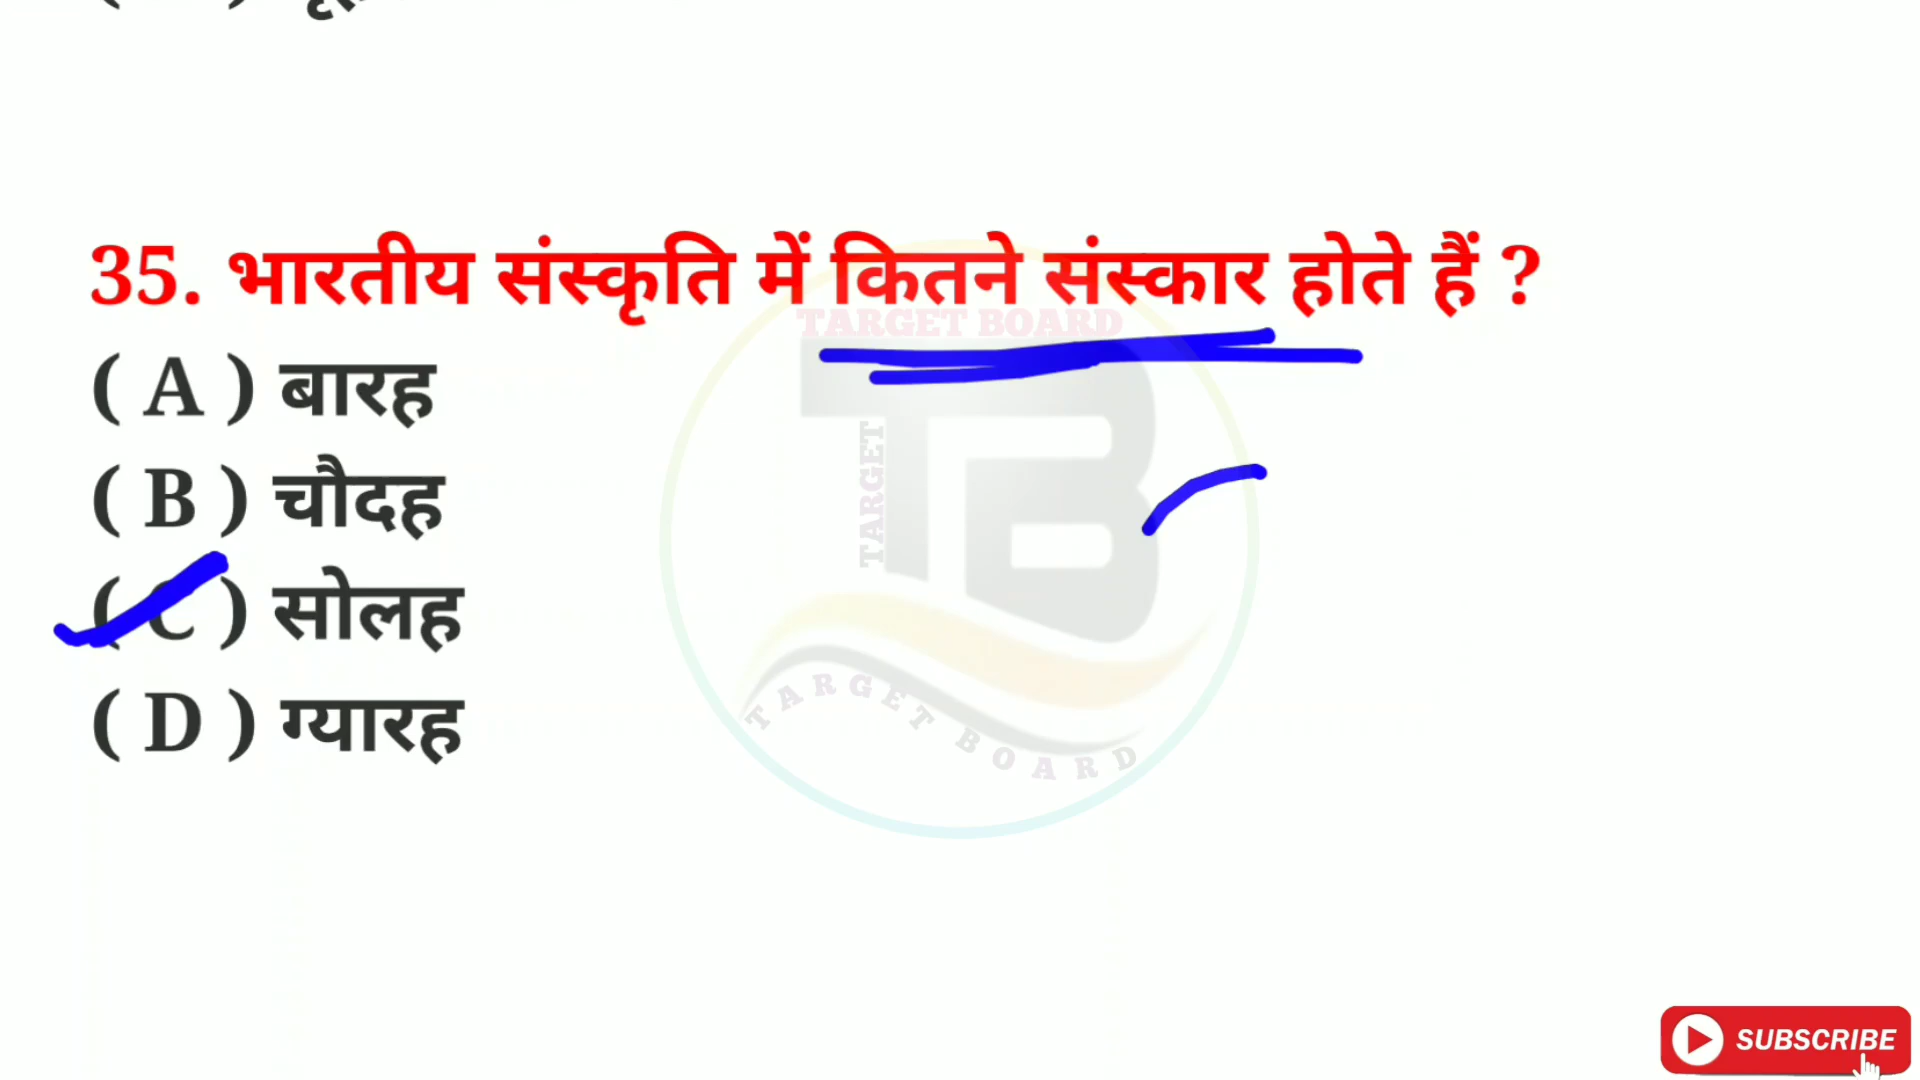 35. भारतीय संस्कृति में कितने संस्कार होते हैं ?
TARGET BOARD
( A ) बारह
TARGET
( B ) चौदह
( C ) सोलह
( D ) ग्यारह
TARGET BOARD
SUBSCRIBE